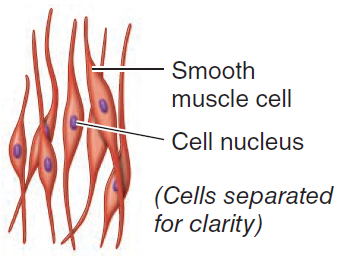 Smooth
muscle cell
Cell nucleus
(Cells separated
for clarity)